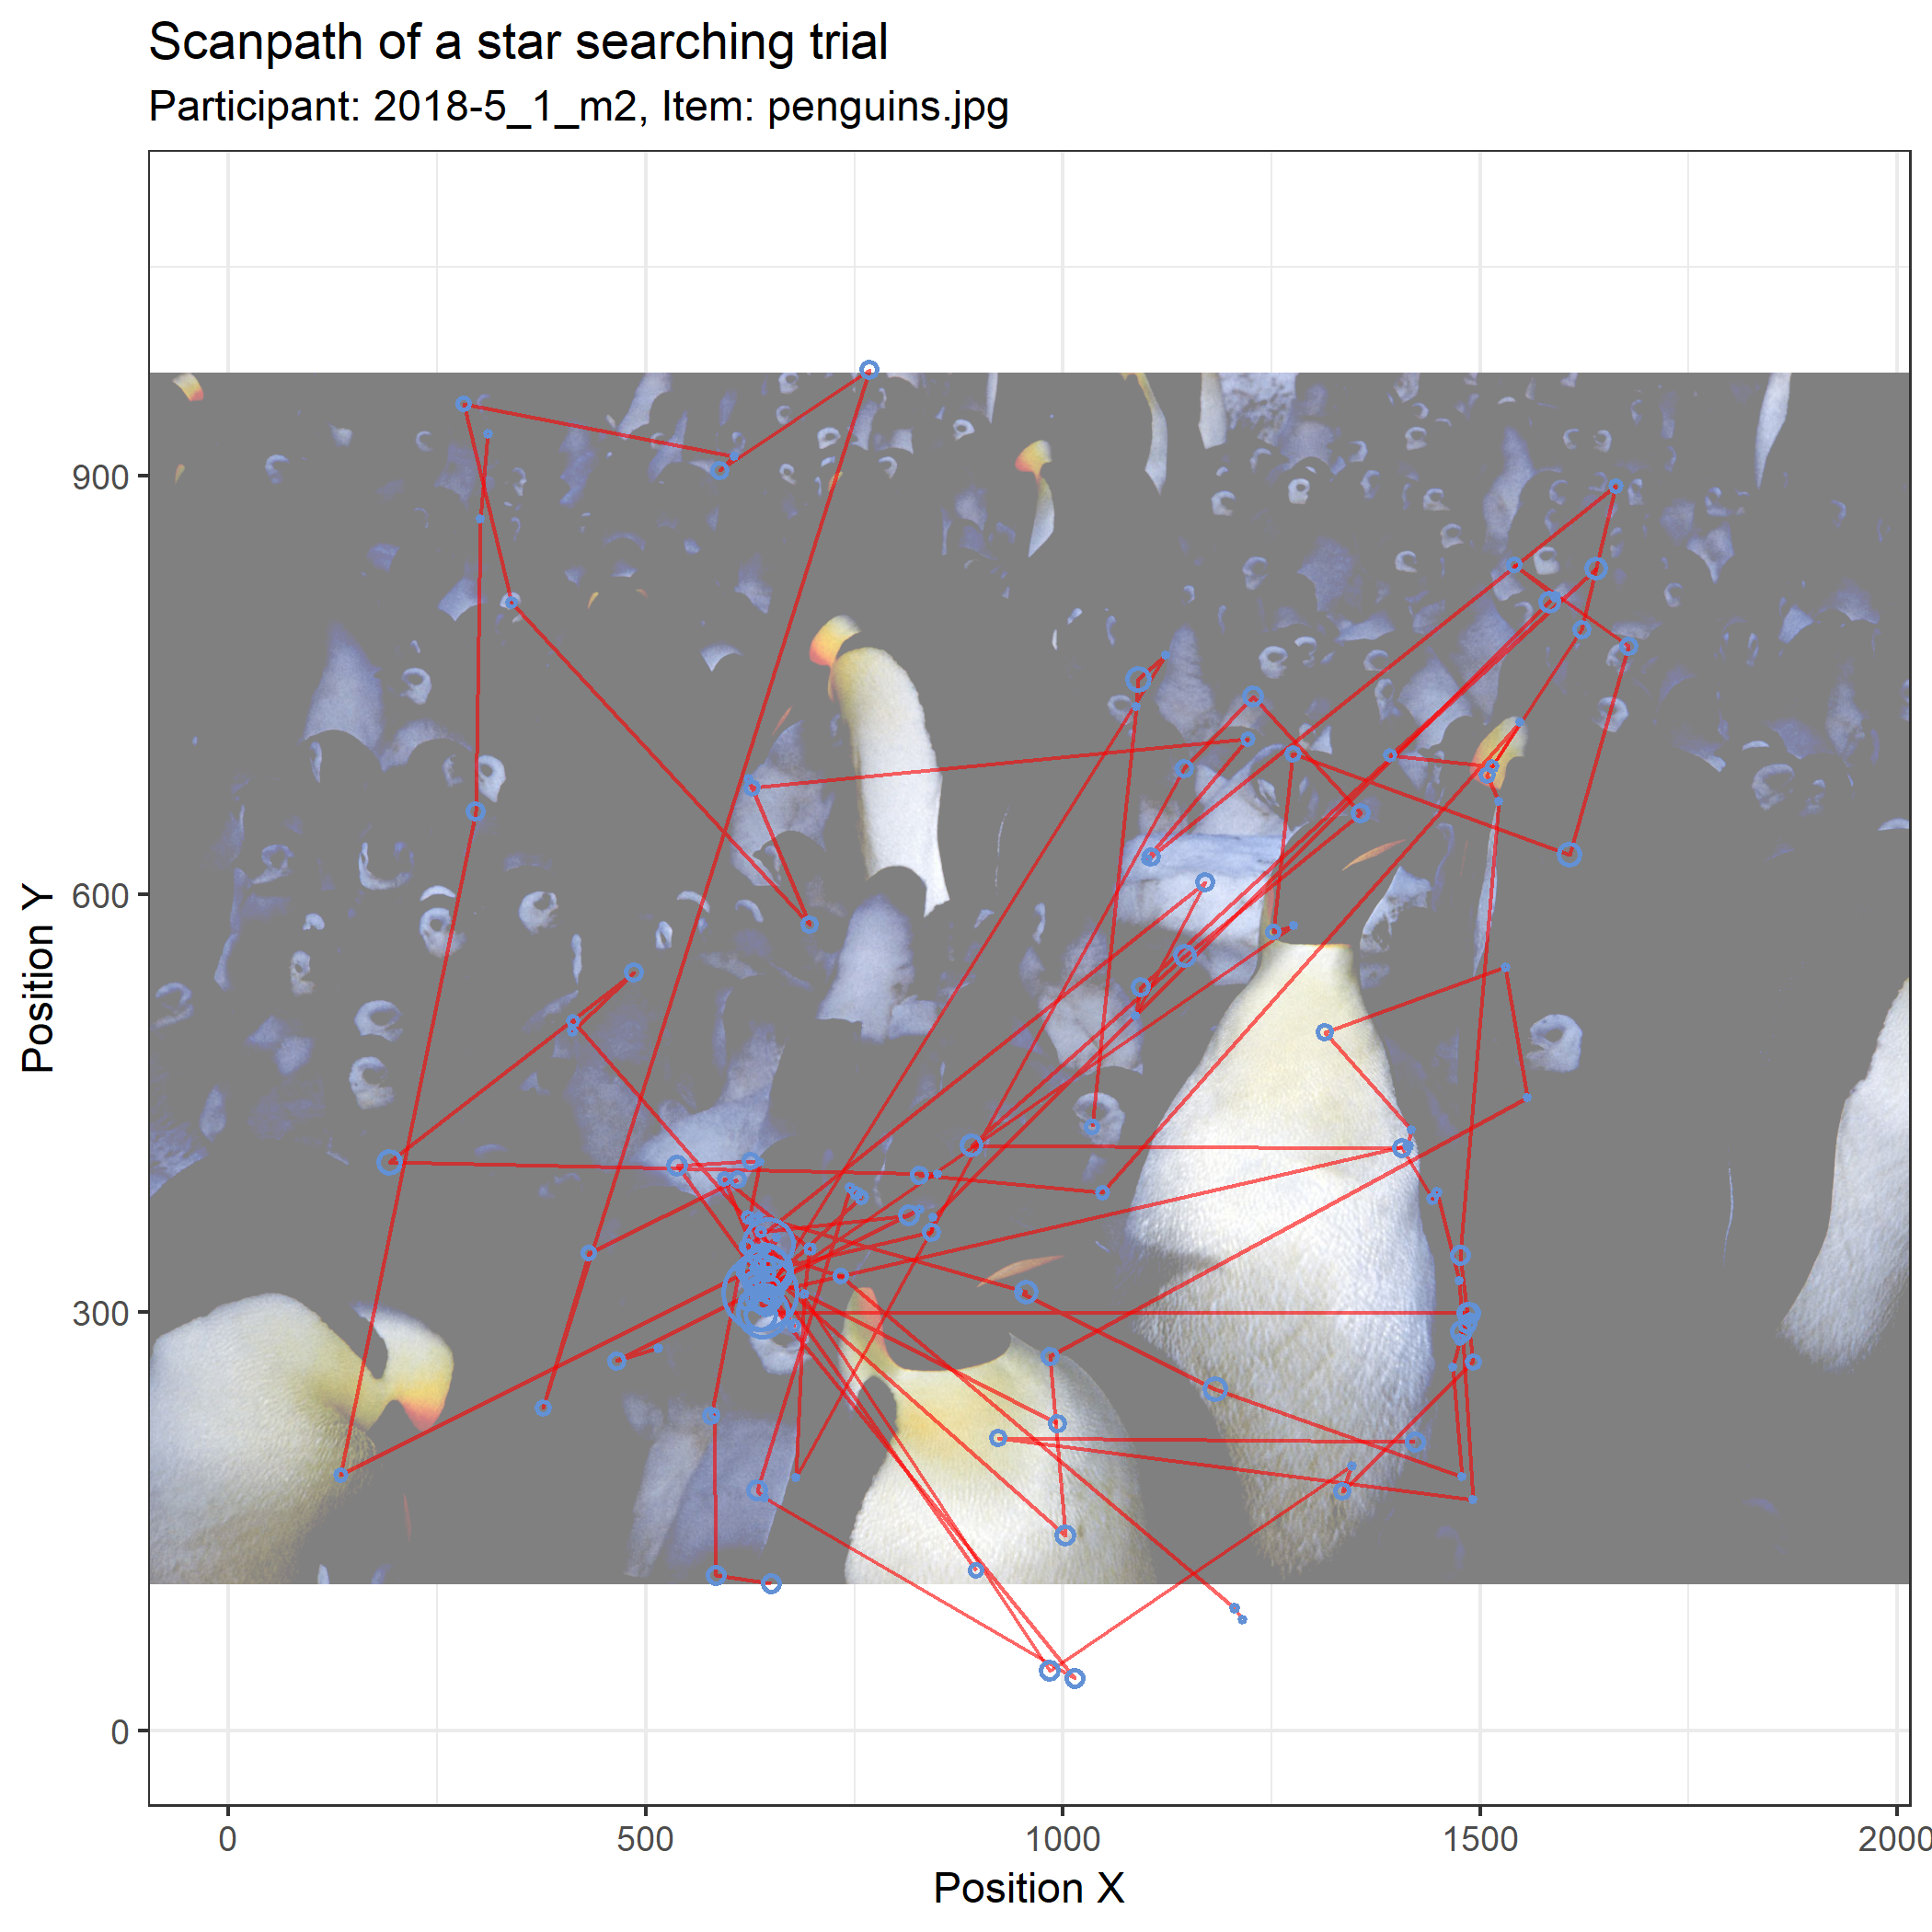 Scanpath of a star searching trial
Participant: 2018-5_1_m2, Item: penguins.jpg
900
600
300
0
Position Y
0 500 1000 1500 2000
Position X